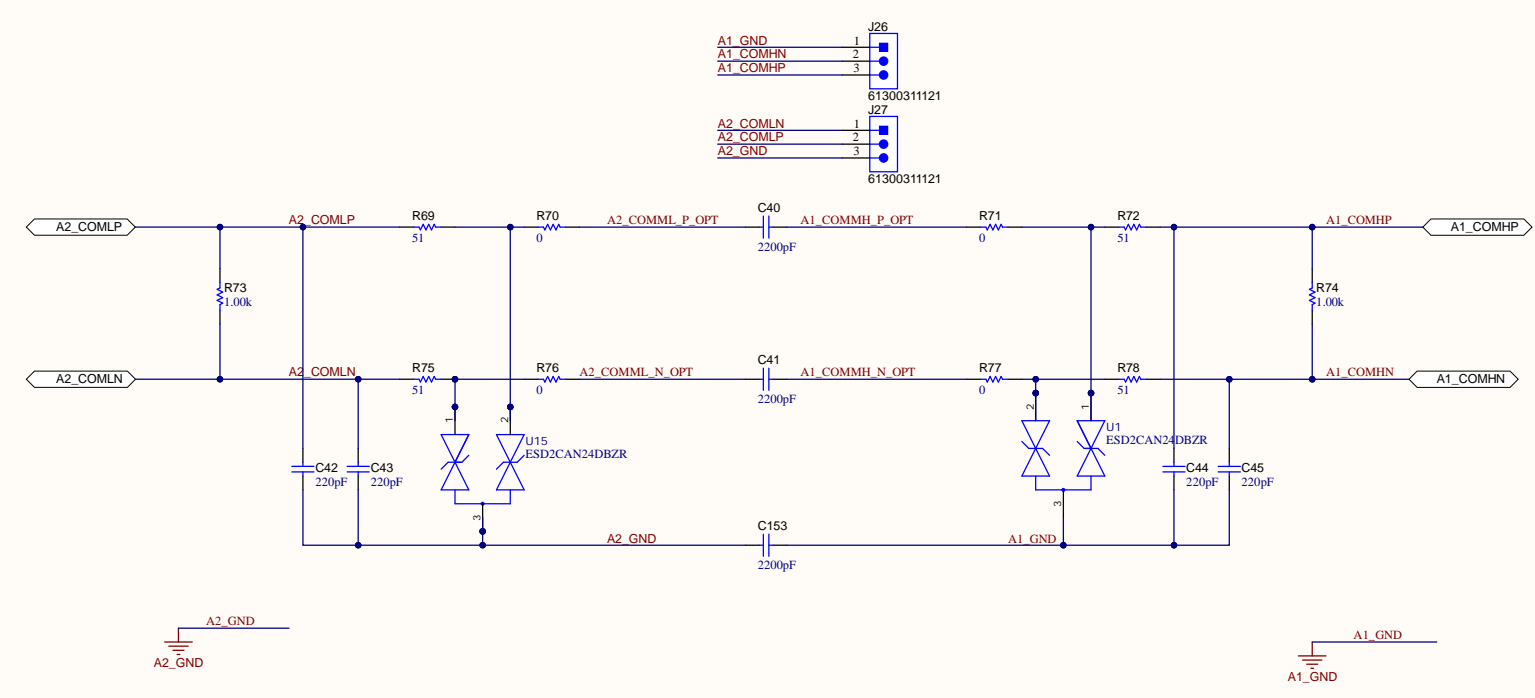 J26
A1_GND 1
A1_COMHN 2
A1_COMHP 3
61300311121
J27
A2_COMLN 1
A2_COMLP 2
A2_GND 3
61300311121
A2_COMLP A2_COMLP R69 R70 A2_COMML_P_OPT C40 A1_COMMH_P_OPT R71 R72 A1_COMHP A1_COMHP
51 0 2200pF 0 51
R73 R74
1.00k 1.00k
A2_COMLN A2_COMLN R75 R76 A2_COMML_N_OPT C41 A1_COMMH_N_OPT R77 R78 A1_COMHN A1_COMHN
51 0 2200pF 0 51
1 2 2 1
U15 U1
ESD2CAN24DBZR ESD2CAN24DBZR
C42 C43 C44 C45
220pF 220pF 220pF 220pF
3 3
A2_GND C153 A1_GND
2200pF
A2_GND
A2_GND
A1_GND
A1_GND